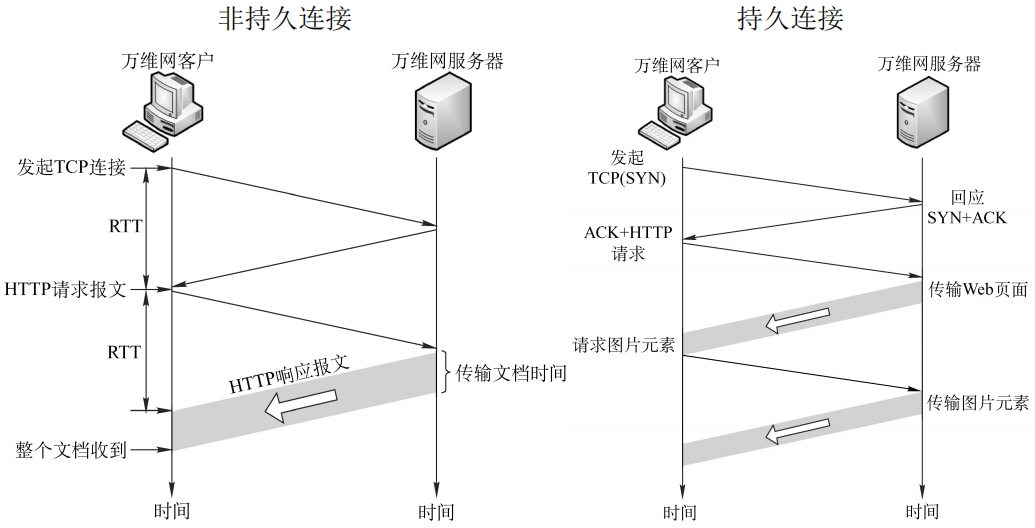 非持久连接
万维网客户
万维网服务器
发起TCP连接
RTT
HTTP请求报文
RTT
HTTP响应报文
传输文档时间
整个文档收到
时间
时间
持久连接
万维网客户
万维网服务器
发起
TCP(SYN)
回应
SYN+ACK
ACK+HTTP
请求
传输Web页面
请求图片元素
传输图片元素
时间
时间